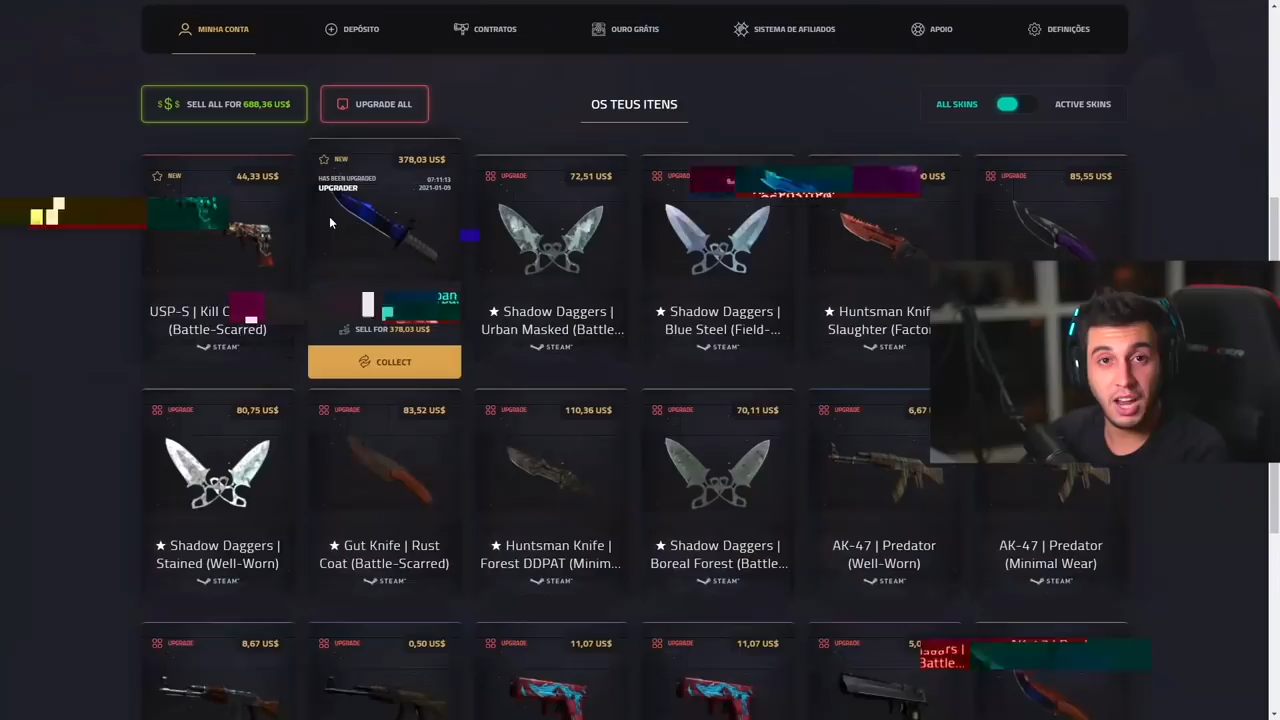 MINHA CONTA
DEPÓSITO
CONTRATOS
OURO GRÁTIS
SISTEMA DE AFILIADOS
APOIO
DEFINIÇÕES
$$$ SELL ALL FOR 688,36 US$
UPGRADE ALL
OS TEUS ITENS
ALL SKINS
ACTIVE SKINS
NEW 44,33 US$
USP-S | Kill C
(Battle-Scarred)
STEAM
NEW 378,03 US$
HAS BEEN UPGRADED 07:11:13
UPGRADER 2021-01-09
SELL FOR 378,03 US$
COLLECT
UPGRADE 72,51 US$
★ Shadow Daggers |
Urban Masked (Battle...
STEAM
UPGRAD
★ Shadow Daggers |
Blue Steel (Field-...
STEAM
0 US$
★ Huntsman Knif
Slaughter (Factor
STEAM
UPGRADE 85,55 US$
UPGRADE 80,75 US$
★ Shadow Daggers |
Stained (Well-Worn)
STEAM
UPGRADE 83,52 US$
★ Gut Knife | Rust
Coat (Battle-Scarred)
STEAM
UPGRADE 110,36 US$
★ Huntsman Knife |
Forest DDPAT (Minim...
STEAM
UPGRADE 70,11 US$
★ Shadow Daggers |
Boreal Forest (Battle...
STEAM
UPGRADE 6,67 U
AK-47 | Predator
(Well-Worn)
STEAM
AK-47 | Predator
(Minimal Wear)
STEAM
UPGRADE 8,67 US$
UPGRADE 0,50 US$
UPGRADE 11,07 US$
UPGRADE 11,07 US$
UPGRADE 5,0
Battle...